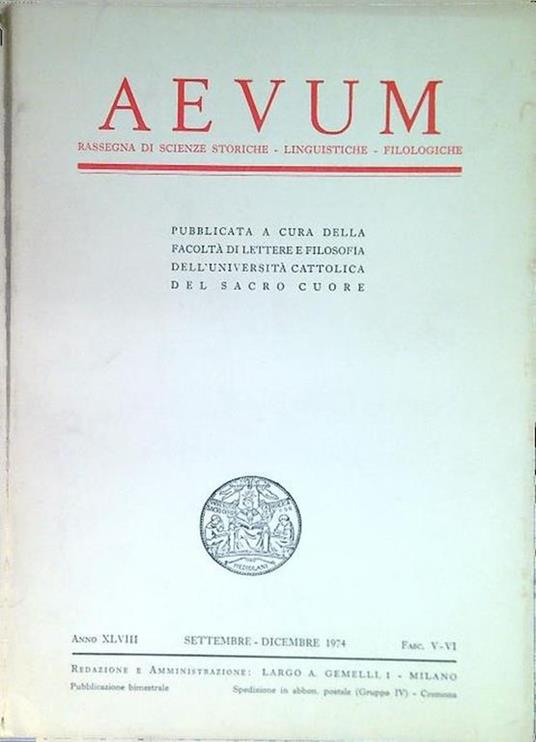 AEVUM
RASSEGNA DI SCIENZE STORICHE - LINGUISTICHE - FILOLOGICHE
PUBBLICATA A CURA DELLA
FACOLTÀ DI LETTERE E FILOSOFIA
DELL'UNIVERSITÀ CATTOLICA
DEL SACRO CUORE
MEDIOLANI
ANNO XLVIII SETTEMBRE - DICEMBRE 1974 FASC. V-VI
REDAZIONE E AMMINISTRAZIONE: LARGO A. GEMELLI, 1 - MILANO
Pubblicazione bimestrale Spedizione in abbon. postale (Gruppo IV) - Cremona